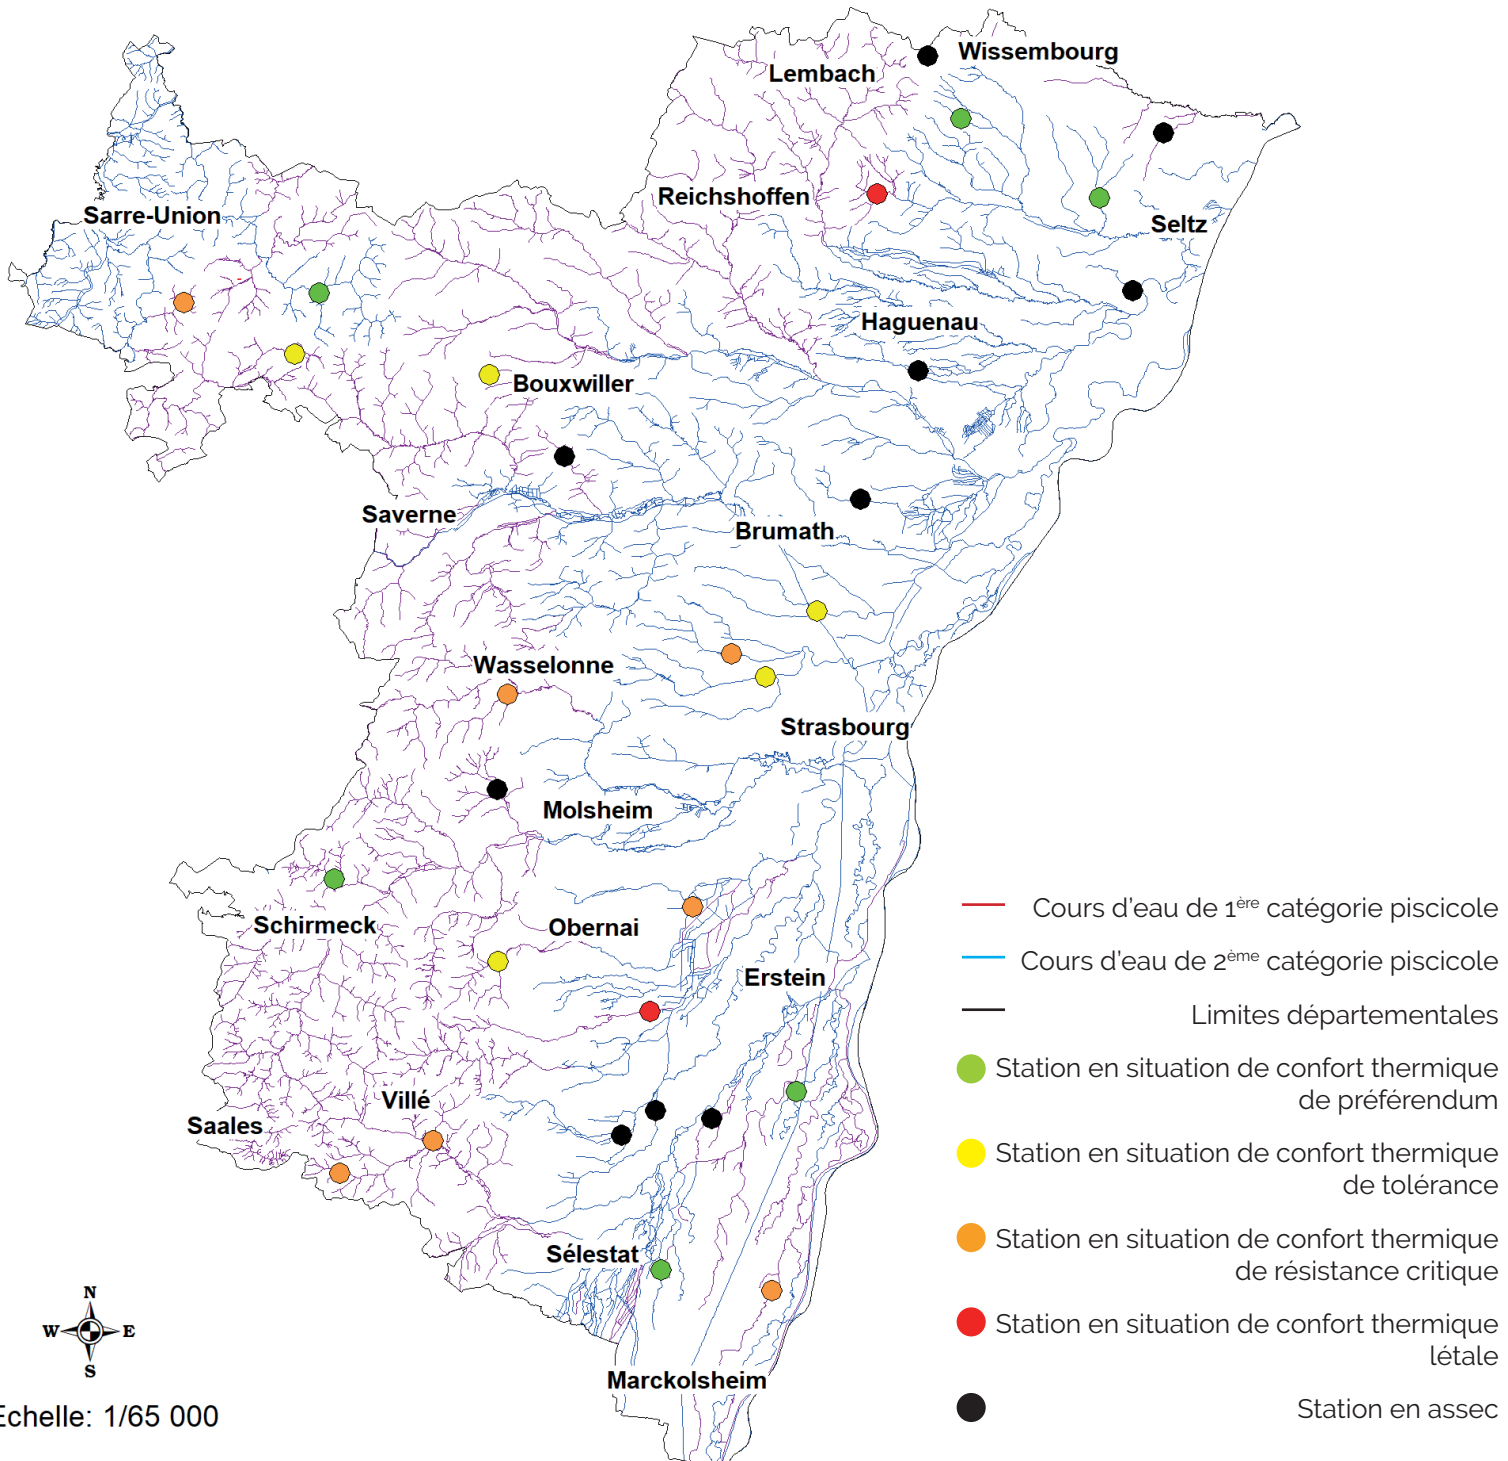 Wissembourg
Lembach
Reichshoffen
Sarre-Union
Seltz
Haguenau
Bouxwiller
Saverne
Brumath
Wasselonne
Strasbourg
Molsheim
Schirmeck
Obernai
Erstein
Villé
Saales
Sélestat
Marckolsheim
Cours d'eau de 1ère catégorie piscicole
Cours d'eau de 2ème catégorie piscicole
Limites départementales
Station en situation de confort thermique
de préférendum
Station en situation de confort thermique
de tolérance
Station en situation de confort thermique
de résistance critique
Station en situation de confort thermique
létale
Station en assec
N
W E
S
Echelle: 1/65 000